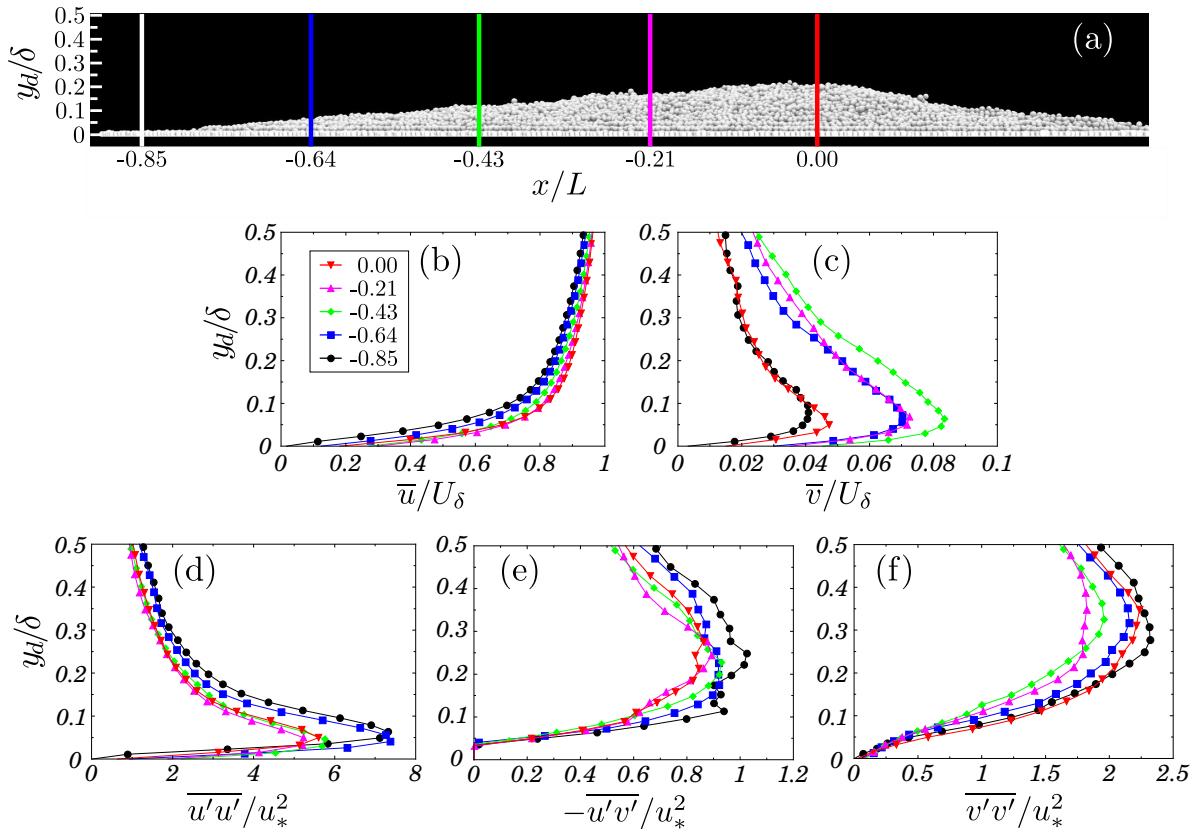 0.5
0.4
0.3
0.2
0.1
0
y_d/δ
(a)
-0.85 -0.64 -0.43 -0.21 0.00
x/L
0.5
0.4
0.3
0.2
0.1
0
y_d/δ
(b)
0.00
-0.21
-0.43
-0.64
-0.85
0 0.2 0.4 0.6 0.8 1
u̅/U_δ
0.5
0.4
0.3
0.2
0.1
0
(c)
0 0.02 0.04 0.06 0.08 0.1
v̅/U_δ
0.5
0.4
0.3
0.2
0.1
0
y_d/δ
(d)
0 2 4 6 8
\overline{u'u'}/u_*^2
0.5
0.4
0.3
0.2
0.1
0
(e)
0 0.2 0.4 0.6 0.8 1 1.2
-\overline{u'v'}/u_*^2
0.5
0.4
0.3
0.2
0.1
0
(f)
0 0.5 1 1.5 2 2.5
\overline{v'v'}/u_*^2